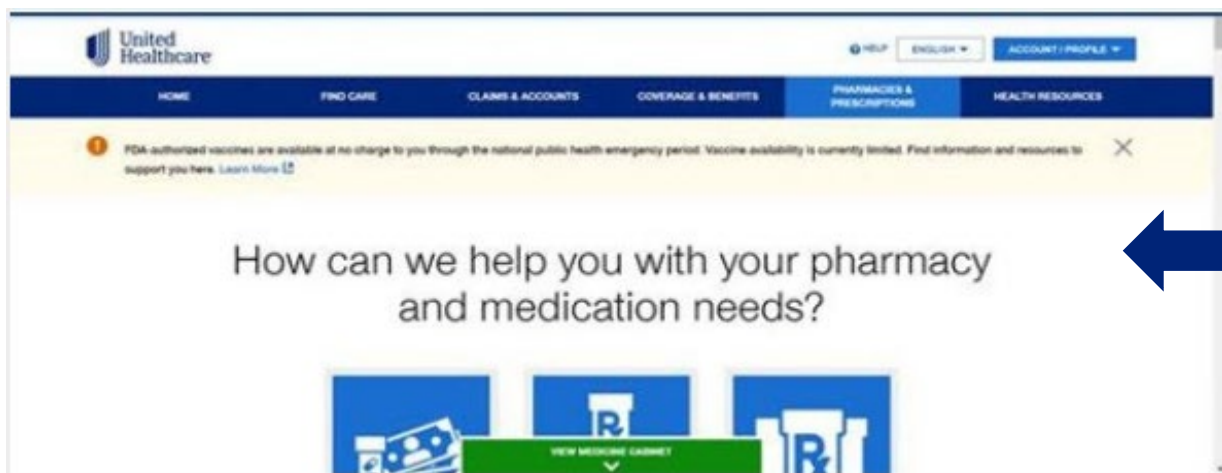 United
Healthcare
HELP ENGLISH ACCOUNT / PROFILE
HOME FIND CARE CLAIMS & ACCOUNTS COVERAGE & BENEFITS PHARMACIES & PRESCRIPTIONS HEALTH RESOURCES
FDA-authorized vaccines are available at no charge to you through the national public health emergency period. Vaccine availability is currently limited. Find information and resources to
support you here. Learn More
How can we help you with your pharmacy
and medication needs?
VIEW MEDICINE CABINET
Rx
Rx